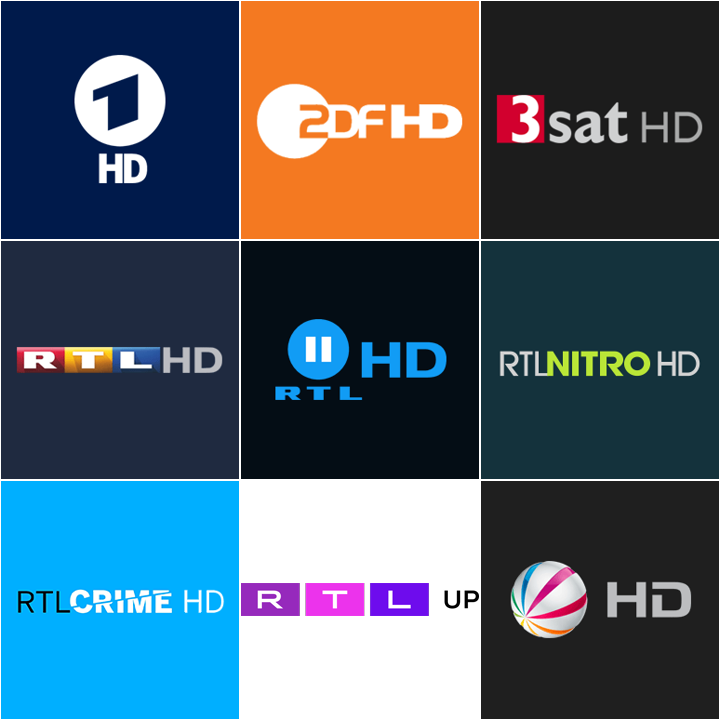 1
HD
ZDF HD
3sat HD
RTL HD
II HD
RTL
RTLNITRO HD
RTLCRIME HD
RTL UP
HD